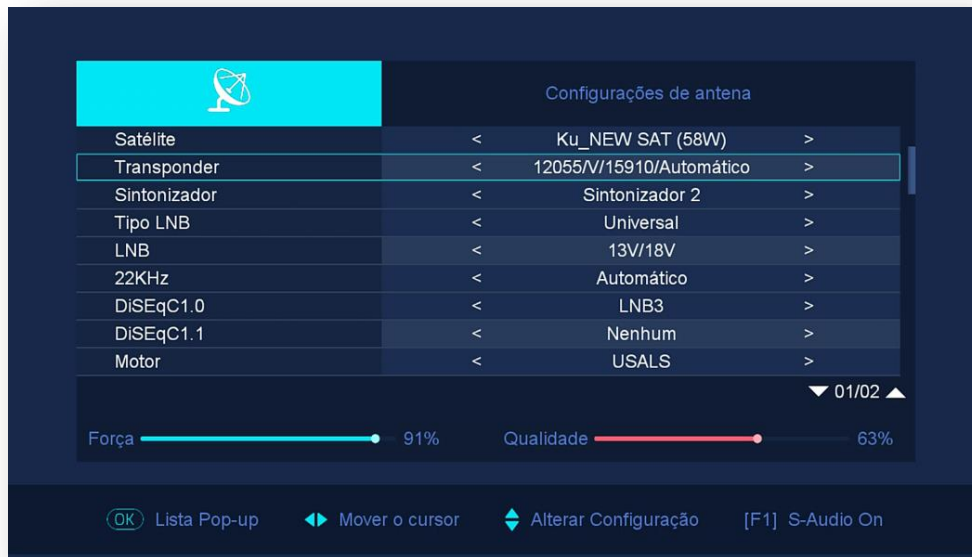 Configurações de antena
Satélite < Ku_NEW SAT (58W) >
Transponder < 12055/V/15910/Automático >
Sintonizador < Sintonizador 2 >
Tipo LNB < Universal >
LNB < 13V/18V >
22KHz < Automático >
DiSEqC1.0 < LNB3 >
DiSEqC1.1 < Nenhum >
Motor < USALS >
01/02
Força 91% Qualidade 63%
OK Lista Pop-up Mover o cursor Alterar Configuração [F1] S-Audio On